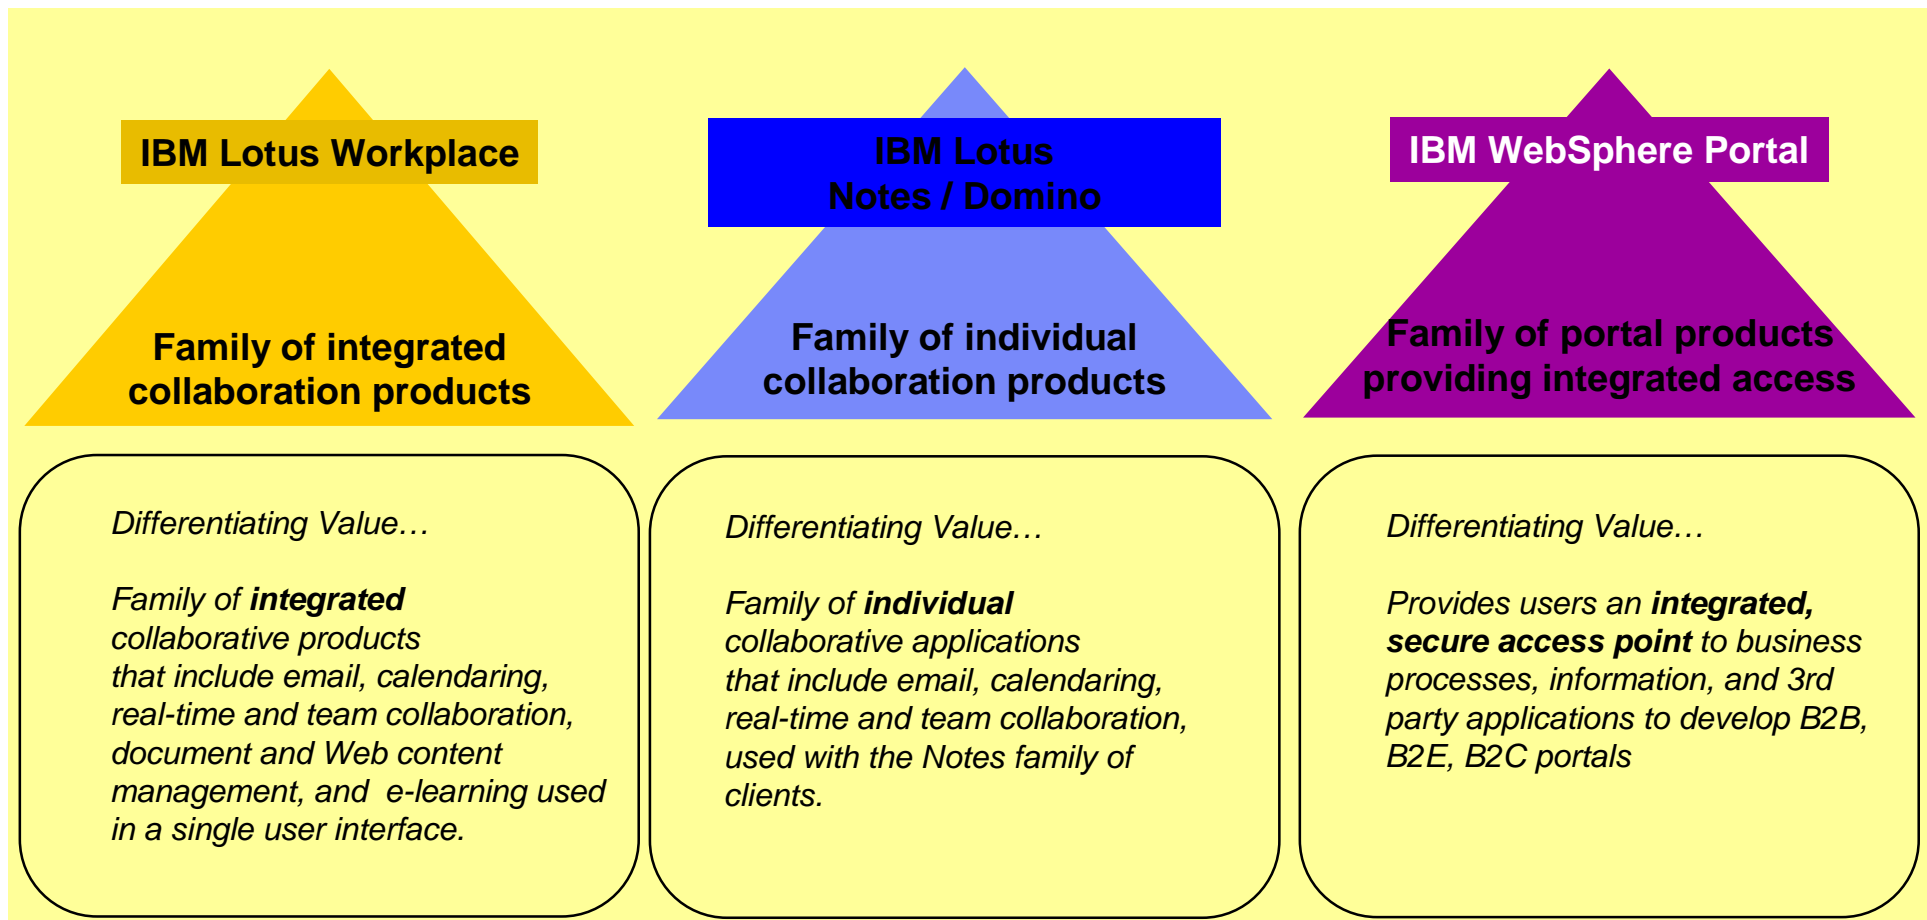 IBM Lotus Workplace
Family of integrated
collaboration products
Differentiating Value…
Family of integrated
collaborative products
that include email, calendaring,
real-time and team collaboration,
document and Web content
management, and  e-learning used
in a single user interface.
IBM Lotus
Notes / Domino
Family of individual
collaboration products
Differentiating Value…
Family of individual
collaborative applications
that include email, calendaring,
real-time and team collaboration,
used with the Notes family of
clients.
IBM WebSphere Portal
Family of portal products
providing integrated access
Differentiating Value…
Provides users an integrated,
secure access point to business
processes, information, and 3rd
party applications to develop B2B,
B2E, B2C portals